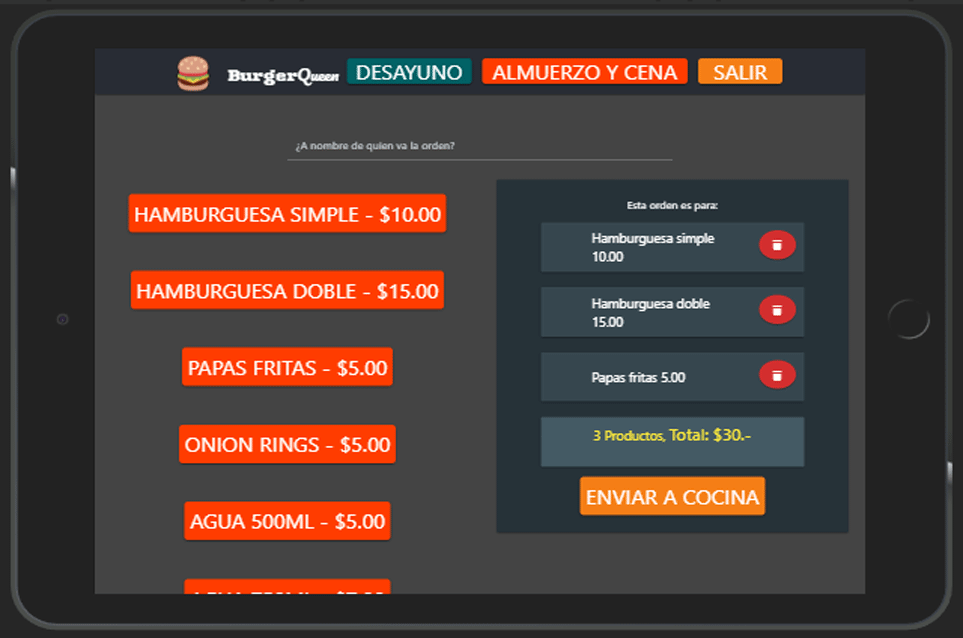 BurgerQueen DESAYUNO ALMUERZO Y CENA SALIR
¿A nombre de quien va la orden?
HAMBURGUESA SIMPLE - $10.00
HAMBURGUESA DOBLE - $15.00
PAPAS FRITAS - $5.00
ONION RINGS - $5.00
AGUA 500ML - $5.00
Esta orden es para:
Hamburguesa simple
10.00
Hamburguesa doble
15.00
Papas fritas 5.00
3 Productos, Total: $30.-
ENVIAR A COCINA